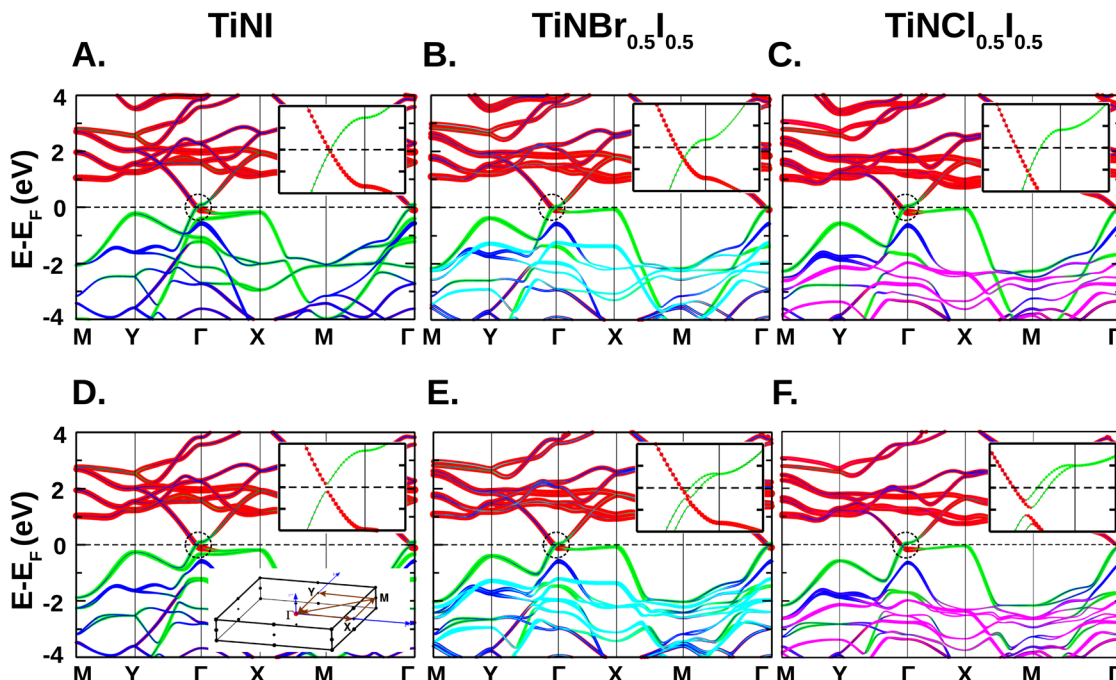 TiNI TiNBr0.5I0.5 TiNCl0.5I0.5
A. B. C.
E-EF (eV)
4
2
0
-2
-4
M Y Γ X M Γ
M Y Γ X M Γ
M Y Γ X M Γ
D. E. F.
E-EF (eV)
4
2
0
-2
-4
Y
M
Γ
X
M Y Γ X M Γ
M Y Γ X M Γ
M Y Γ X M Γ